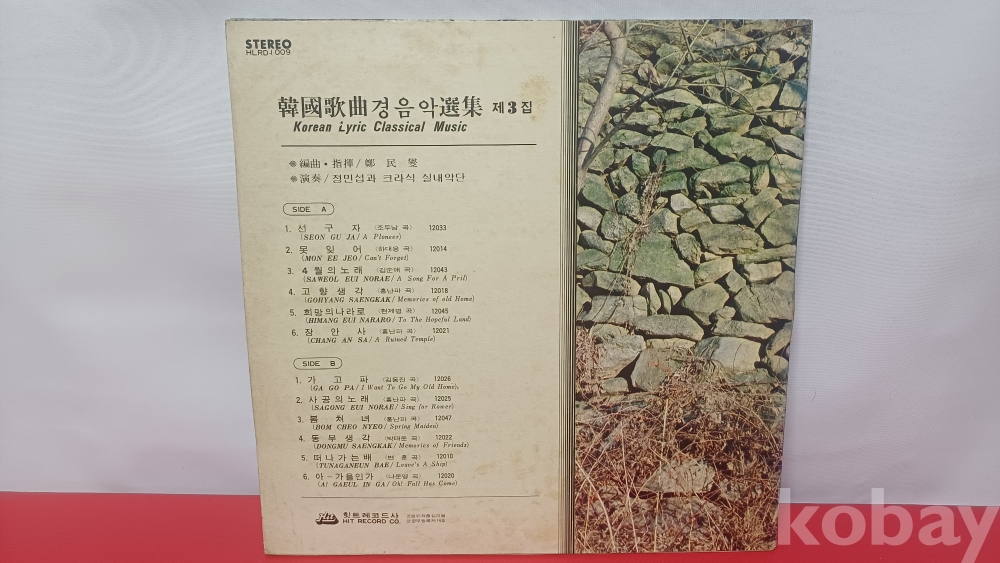 STEREO
HLRD-1009
韓國歌曲경음악選集 제3집
Korean Lyric Classical Music
編曲·指揮/鄭 民 燮
演奏/정민섭과 크라식 실내악단
SIDE A
1. 선 구 자 (조두남 곡) 12033
(SEON GU JA/A Pioneer)
2. 못 잊 어 (하대응 곡) 12014
(MON EE JEO/Can't Forget)
3. 4월의노래 (김순애 곡) 12043
(SAWEOL EUI NORAE/A Song For A Pril)
4. 고향생각 (홍난파 곡) 12018
(GOHYANG SAENGKAK/Memories of old Home)
5. 희망의나라로 (현제명 곡) 12045
(HIMANG EUI NARARO/To The Hopeful Land)
6. 장 안 사 (홍난파 곡) 12021
(CHANG AN SA/A Ruined Temple)
SIDE B
1. 가 고 파 (김동진 곡) 12026
(GA GO PA/I Want To Go My Old Home)
2. 사공의노래 (홍난파 곡) 12025
(SAGONG EUI NORAE/Sing for Rower)
3. 봄 처 녀 (홍난파 곡) 12047
(BOM CHEO NYEO/Spring Maiden)
4. 동무생각 (박태준 곡) 12022
(DONGMU SAENGKAK/Memories of Friends)
5. 떠나가는배 (변 훈 곡) 12010
(TUNAGANEUN BAE/Leave's A Ship)
6. 아-가을인가 (나운영 곡) 12020
(A! GAEUL IN GA/Oh! Fall Has Come)
Hit
힛트레코드사
HIT RECORD CO.
kobay